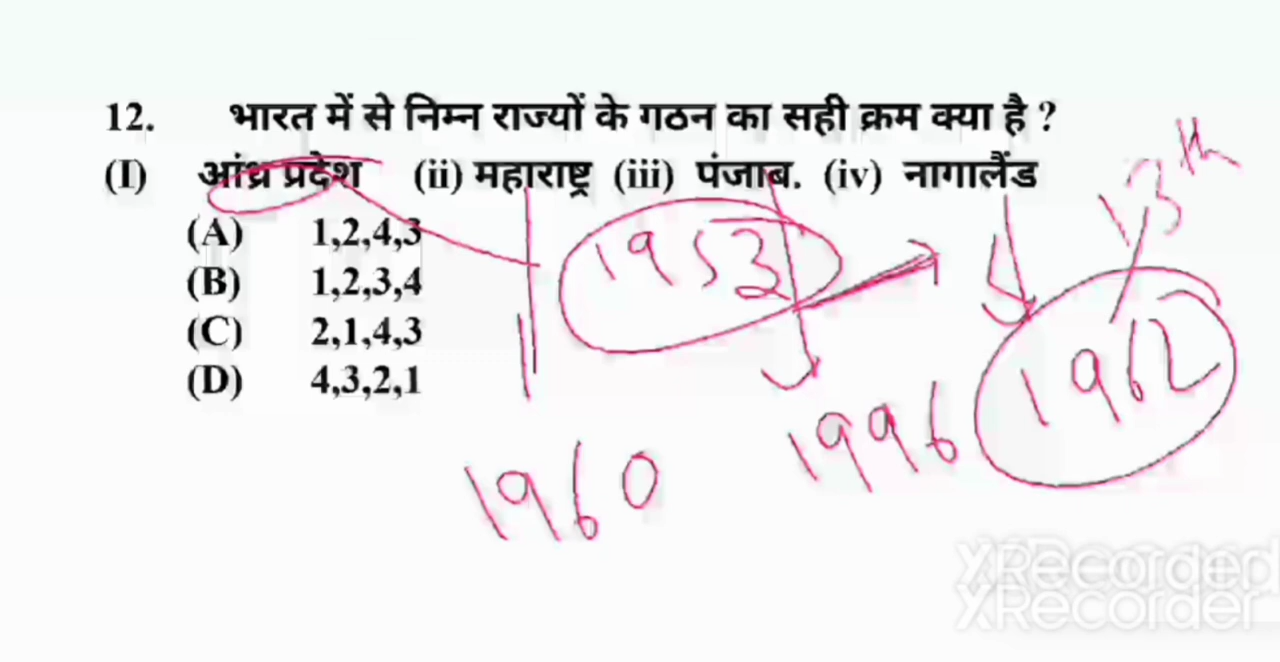 12. भारत में से निम्न राज्यों के गठन का सही क्रम क्या है ?
(I) आंध्र प्रदेश (ii) महाराष्ट्र (iii) पंजाब. (iv) नागालैंड
13th
(A) 1,2,4,3
1953
(B) 1,2,3,4
(C) 2,1,4,3
(D) 4,3,2,1
1962
1996
1960
XRecorder
XRecorder